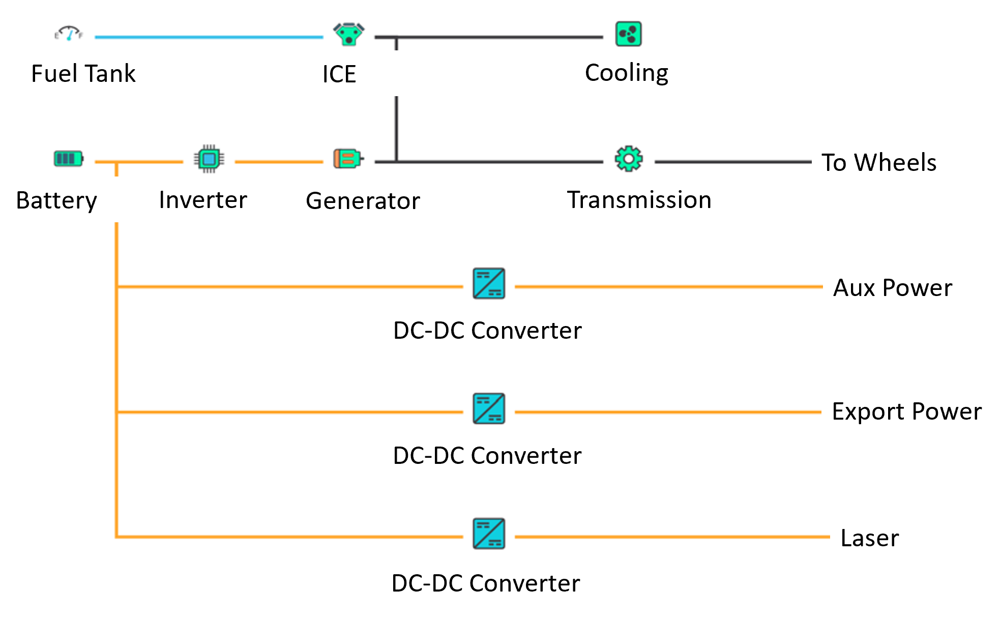 E F
Fuel Tank
ICE
Cooling
To Wheels
Battery
Inverter
Generator
Transmission
Aux Power
DC-DC Converter
Export Power
DC-DC Converter
Laser
DC-DC Converter